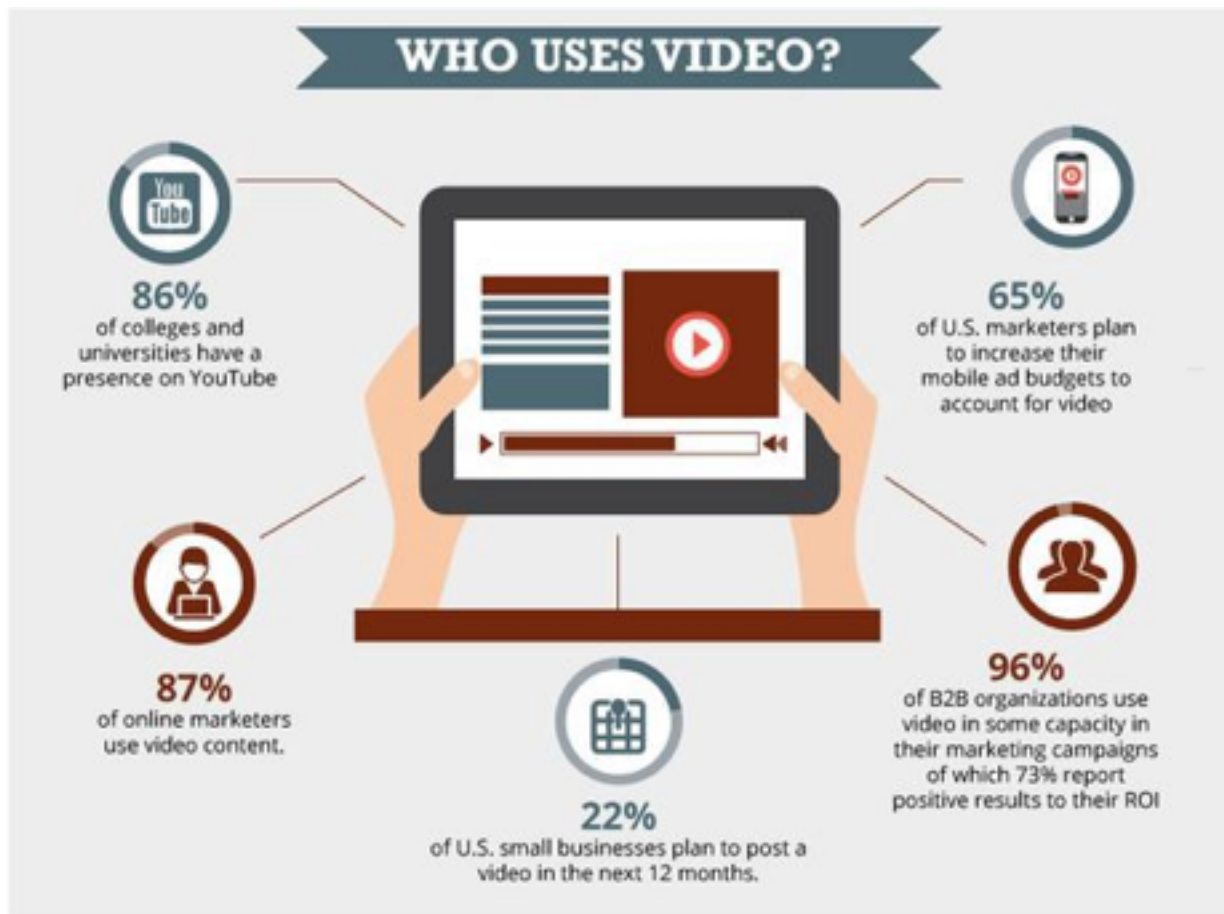 WHO USES VIDEO?
You
Tube
86%
of colleges and
universities have a
presence on YouTube
65%
of U.S. marketers plan
to increase their
mobile ad budgets to
account for video
87%
of online marketers
use video content.
22%
of U.S. small businesses plan to post a
video in the next 12 months.
96%
of B2B organizations use
video in some capacity in
their marketing campaigns
of which 73% report
positive results to their ROI